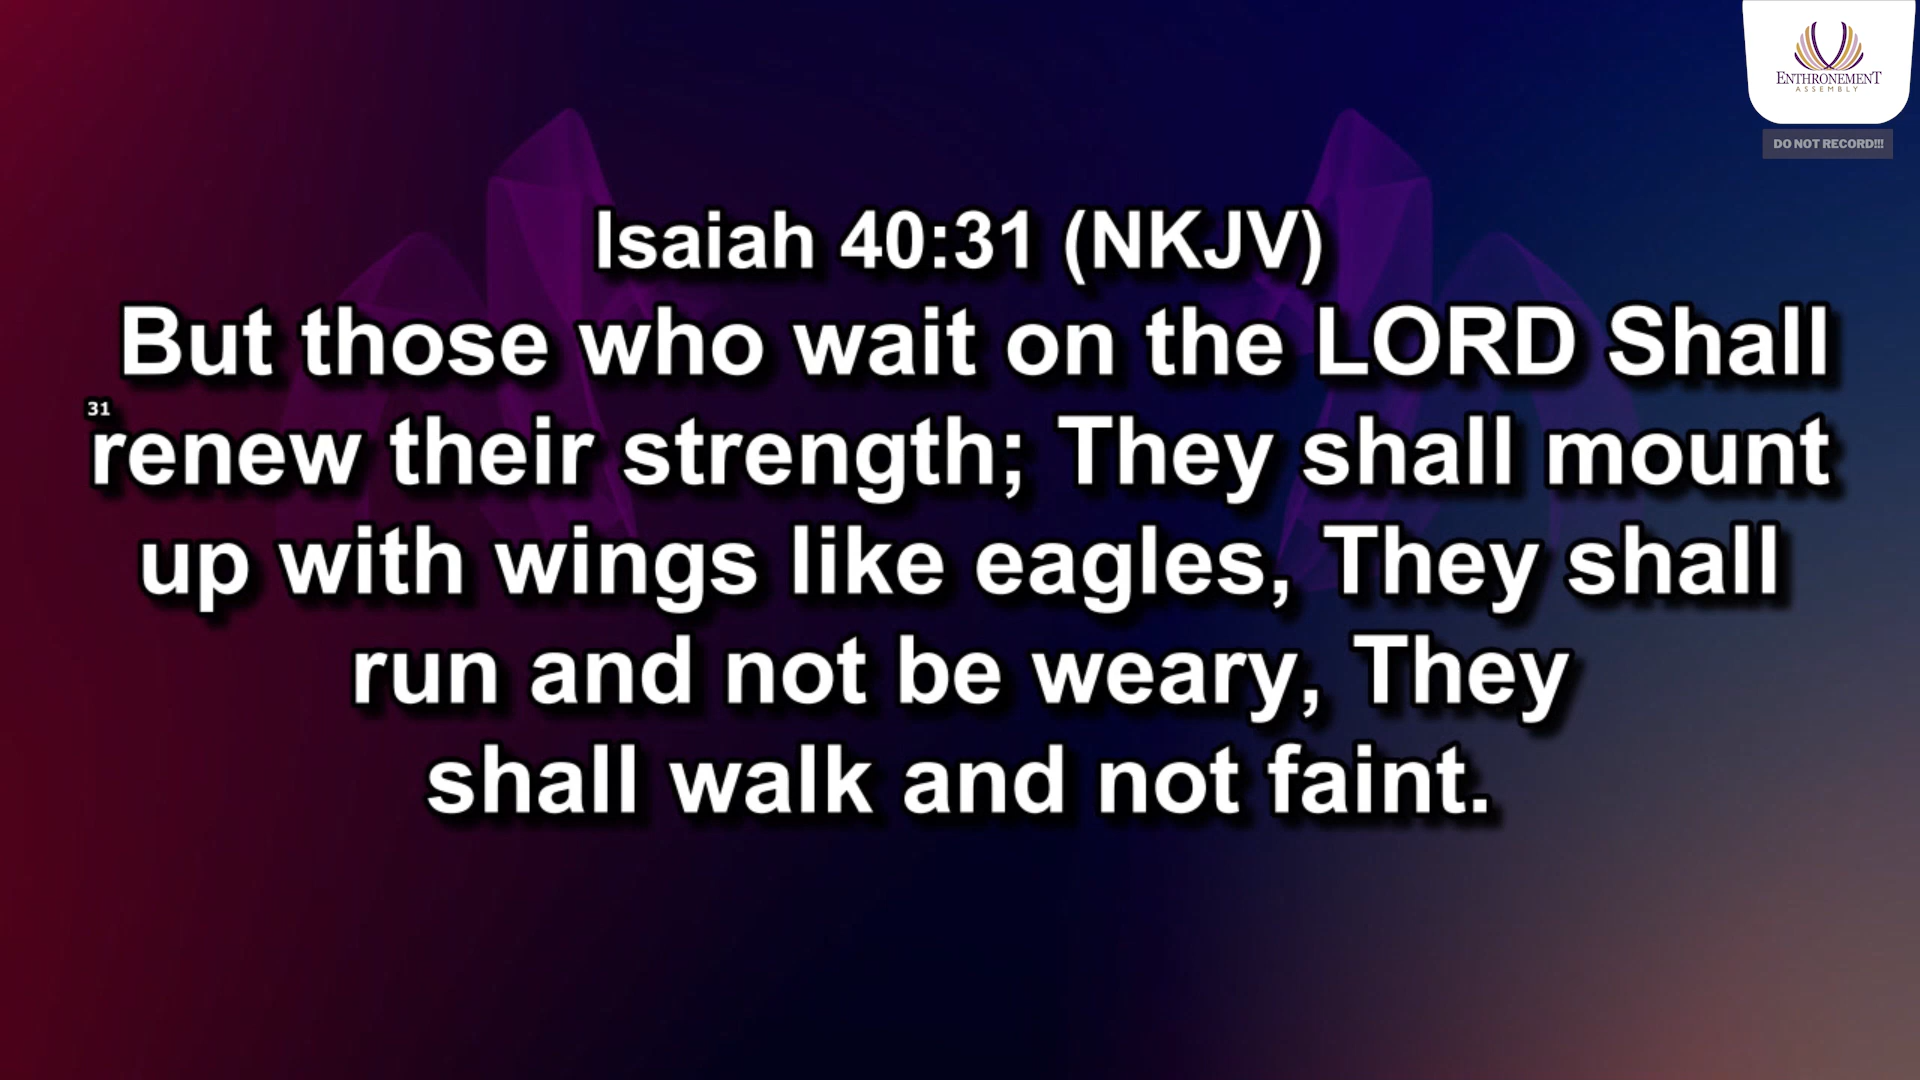 ENTHRONEMENT
ASSEMBLY
DO NOT RECORD!!!
Isaiah 40:31 (NKJV)
But those who wait on the LORD Shall
31
renew their strength; They shall mount
up with wings like eagles, They shall
run and not be weary, They
shall walk and not faint.